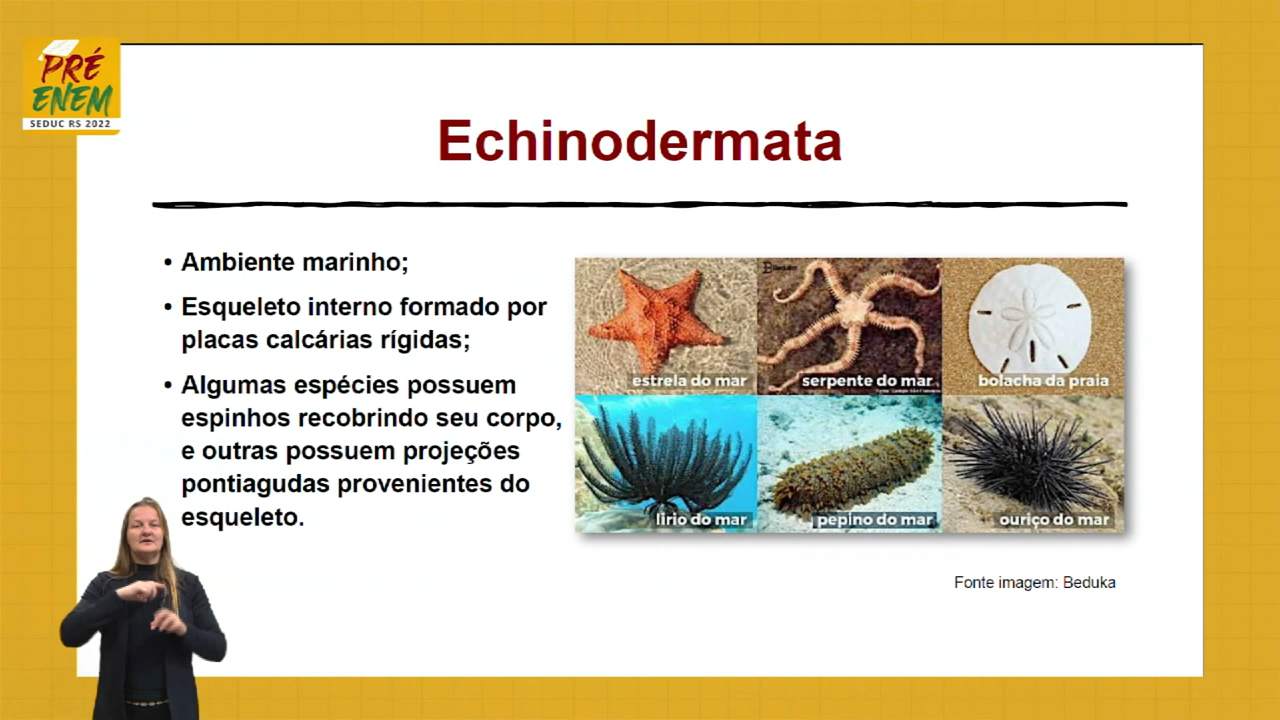 PRÉ
ENEM
SEDUC RS 2022
Echinodermata
• Ambiente marinho;
• Esqueleto interno formado por
placas calcárias rígidas;
• Algumas espécies possuem
espinhos recobrindo seu corpo,
e outras possuem projeções
pontiagudas provenientes do
esqueleto.
Beduka
estrela do mar
serpente do mar
bolacha da praia
lírio do mar
pepino do mar
ouriço do mar
Fonte imagem: Beduka